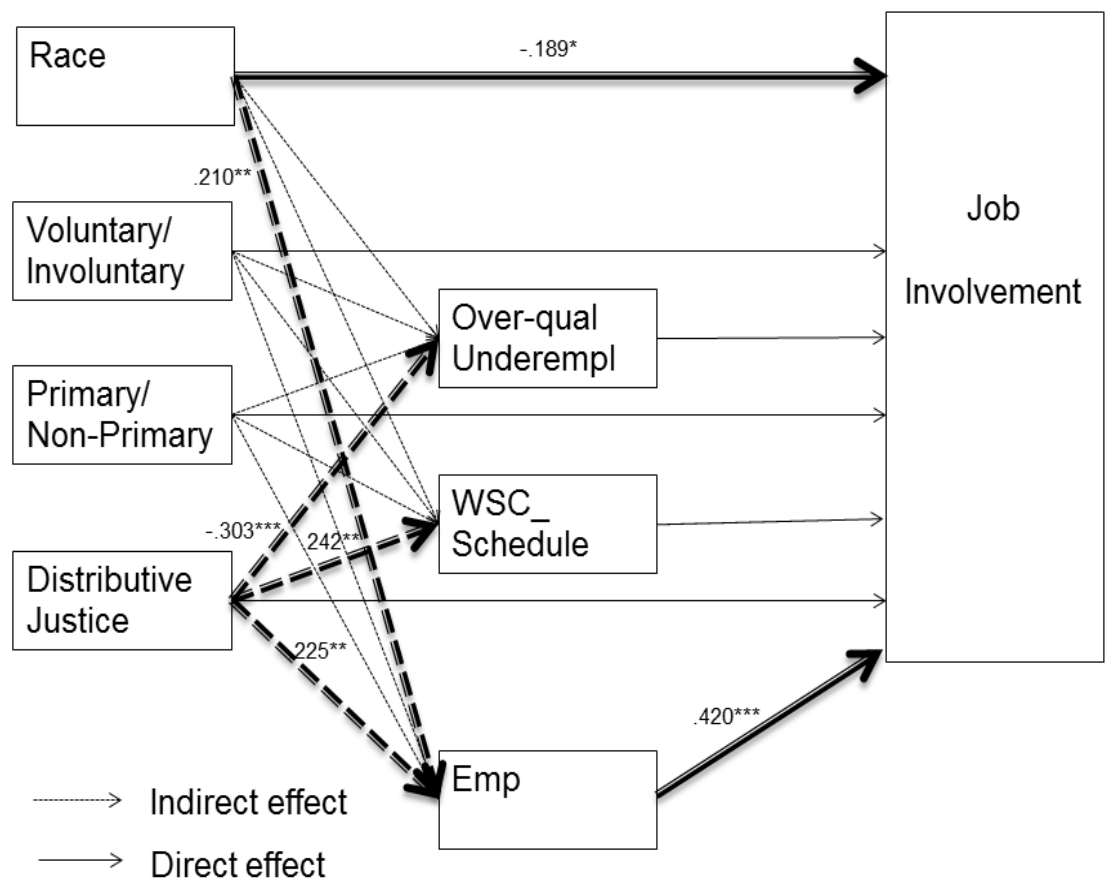 Race
-.189*
.210**
Voluntary/
Involuntary
Job
Involvement
Over-qual
Underempl
Primary/
Non-Primary
WSC_
Schedule
-.303***
.242**
Distributive
Justice
.225**
.420***
Emp
Indirect effect
Direct effect